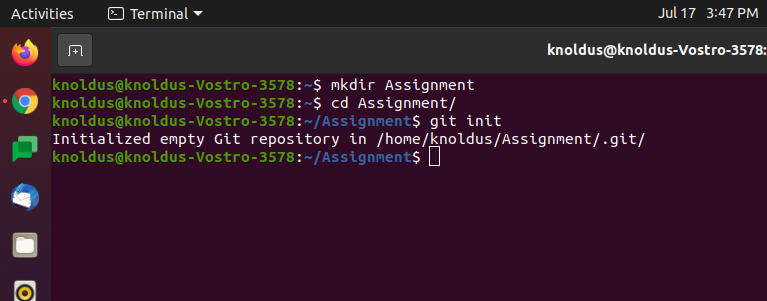 Activities Terminal Jul 17 3:47 PM
knoldus@knoldus-Vostro-3578:
knoldus@knoldus-Vostro-3578:~$ mkdir Assignment
knoldus@knoldus-Vostro-3578:~$ cd Assignment/
knoldus@knoldus-Vostro-3578:~/Assignment$ git init
Initialized empty Git repository in /home/knoldus/Assignment/.git/
knoldus@knoldus-Vostro-3578:~/Assignment$